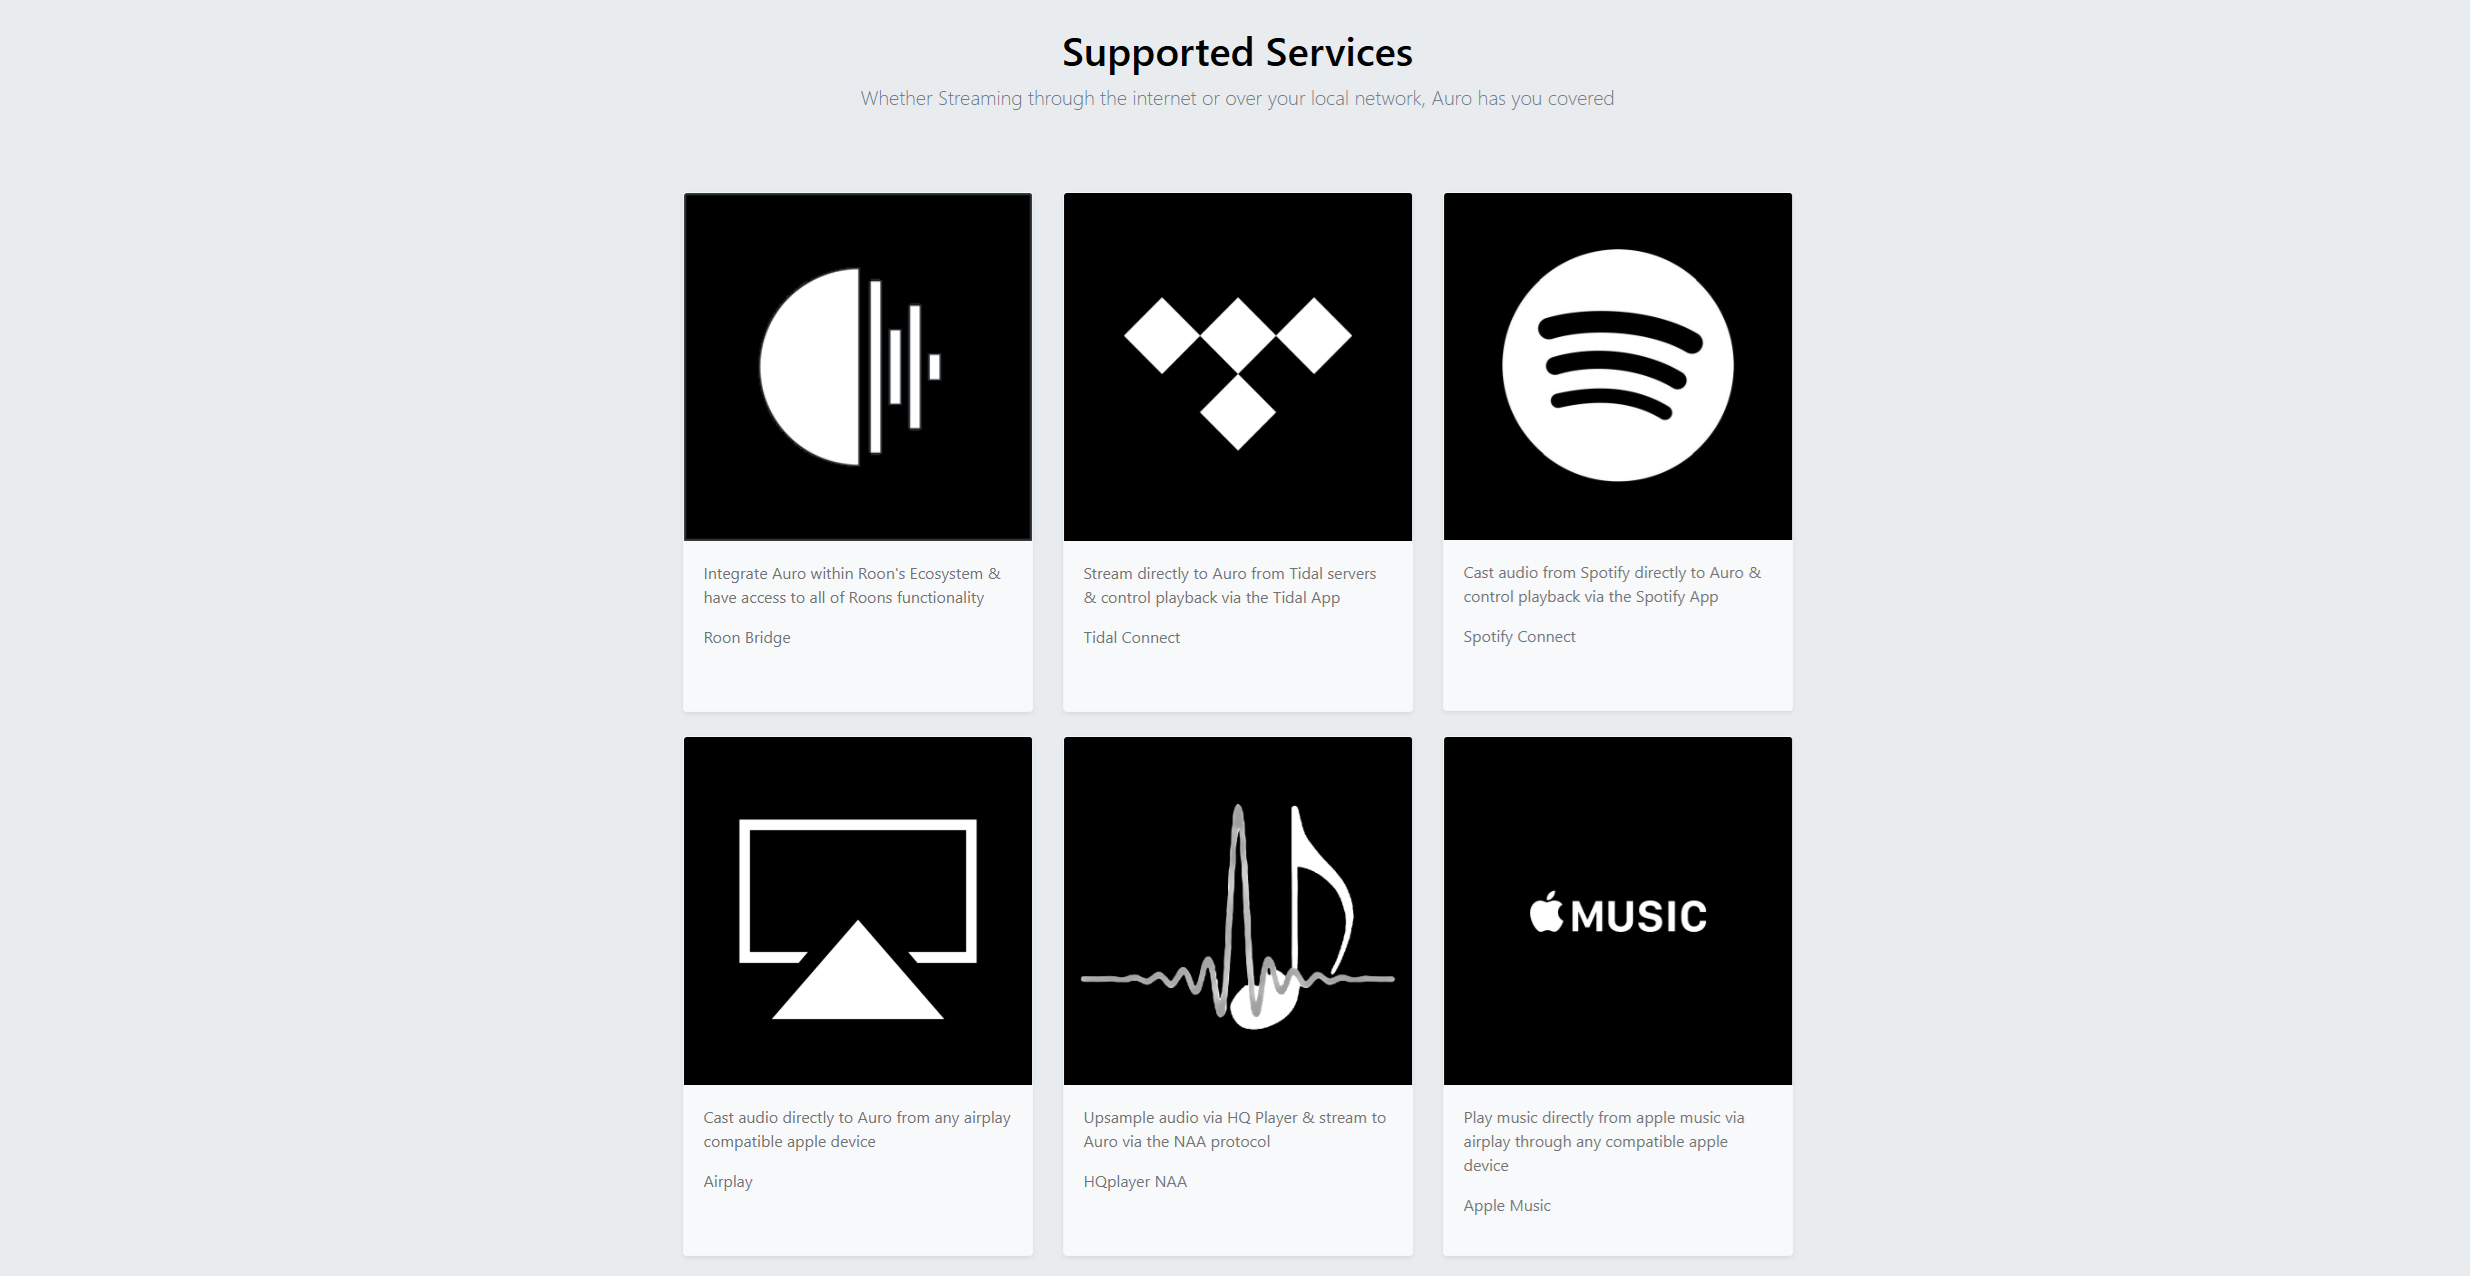 Supported Services
Whether Streaming through the internet or over your local network, Auro has you covered
Integrate Auro within Roon's Ecosystem &
have access to all of Roons functionality
Roon Bridge
Stream directly to Auro from Tidal servers
& control playback via the Tidal App
Tidal Connect
Cast audio from Spotify directly to Auro &
control playback via the Spotify App
Spotify Connect
Cast audio directly to Auro from any airplay
compatible apple device
Airplay
Upsample audio via HQ Player & stream to
Auro via the NAA protocol
HQplayer NAA
MUSIC
Play music directly from apple music via
airplay through any compatible apple
device
Apple Music